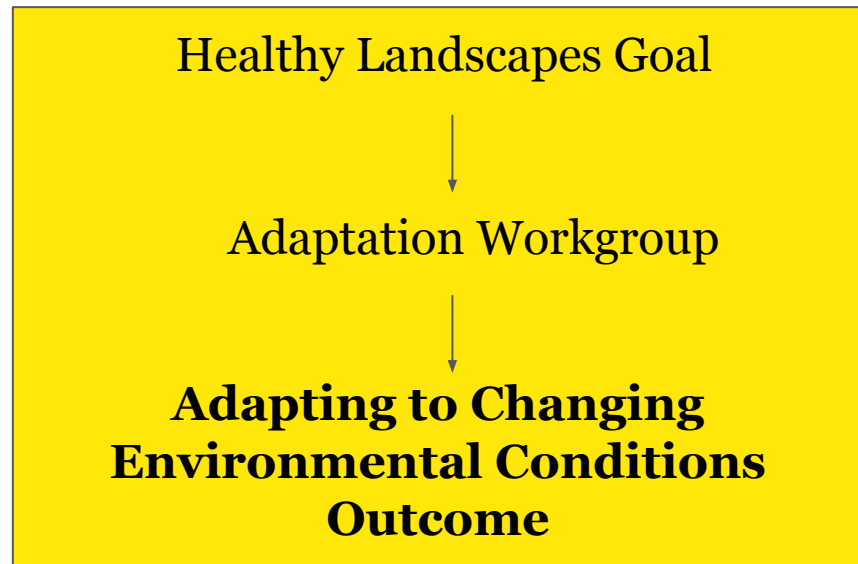 Healthy Landscapes Goal
Adaptation Workgroup
Adapting to Changing
Environmental Conditions
Outcome